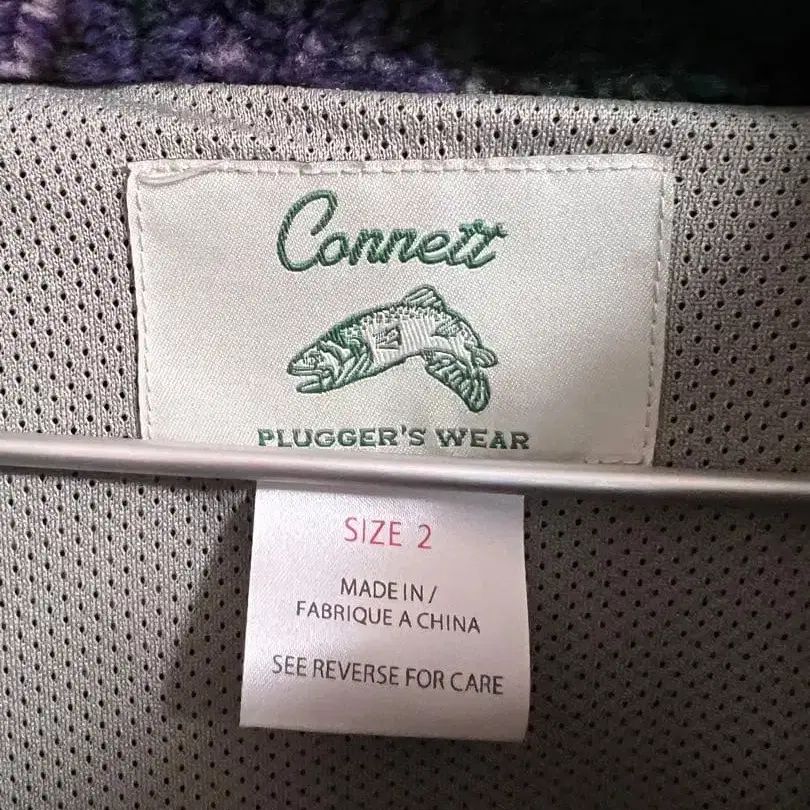 Connett
PLUGGER'S WEAR
SIZE 2
MADE IN /
FABRIQUE A CHINA
SEE REVERSE FOR CARE